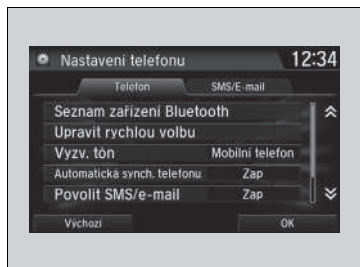 Nastavení telefonu 12:34
Telefon SMS/E-mail
Seznam zařízení Bluetooth
Upravit rychlou volbu
Vyzv. tón Mobilní telefon
Automatická synch. telefonu Zap
Povolit SMS/e-mail Zap
Výchozí OK